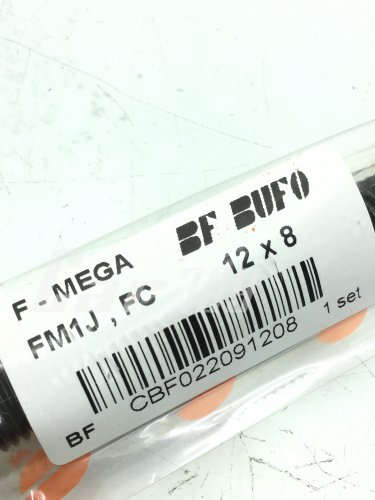 BF BUFO
F - MEGA
FM1J , FC 12 x 8
CBF022091208
BF 1 set